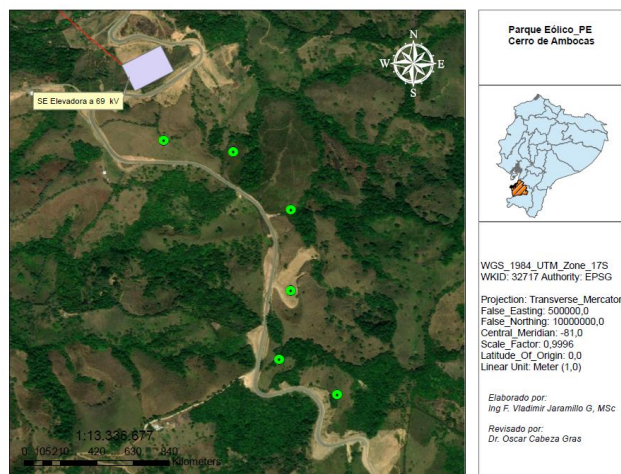 Parque Eólico_PE
Cerro de Ambocas
N
W
E
S
SE Elevadora a 69 kV
WGS_1984_UTM_Zone_17S
WKID: 32717 Authority: EPSG
Projection: Transverse_Mercator
False_Easting: 500000,0
False_Northing: 10000000,0
Central_Meridian: -81,0
Scale_Factor: 0,9996
Latitude_Of_Origin: 0,0
Linear Unit: Meter (1,0)
Elaborado por:
Ing F. Vladimir Jaramillo G, MSc
Revisado por:
Dr. Oscar Cabeza Gras
1:13.336.677
0 105210 420 630 840
Kilometers